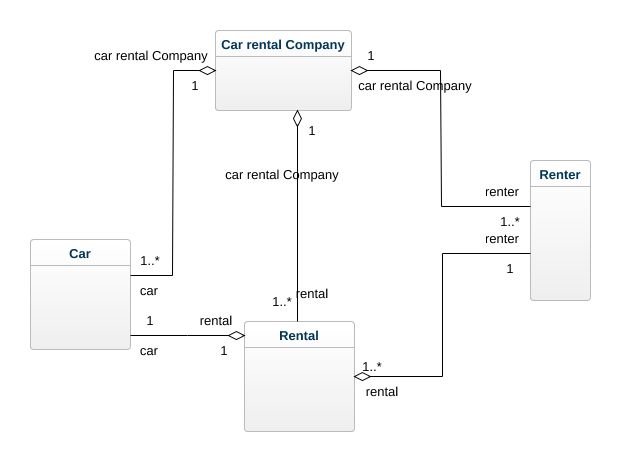 Car rental Company
car rental Company
1
1
car rental Company
1
car rental Company
Renter
renter
1..*
renter
1
Car
1..*
car
1..*
rental
1
rental
car
1
Rental
1..*
rental